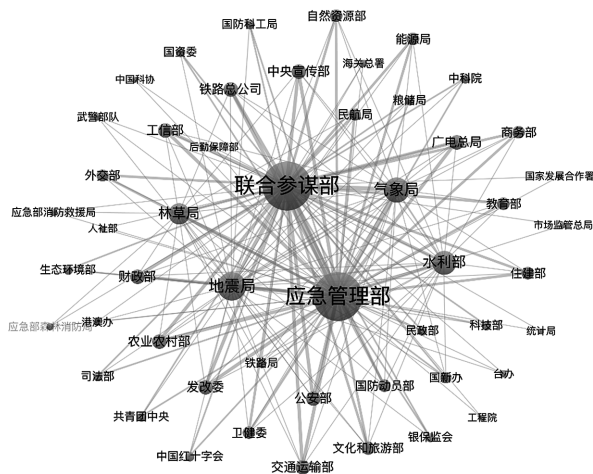 自然资源部
国防科工局
能源局
国资委
海关总署
中央宣传部
中科院
中国科协
铁路总公司
粮储局
民航局
武警部队
工信部
商务部
广电总局
后勤保障部
外交部
国家发展合作署
联合参谋部
气象局
教育部
应急部消防救援局
林草局
市场监管总局
人社部
水利部
生态环境部
财政部
住建部
地震局
应急管理部
港澳办
应急部森林消防局
科技部
民政部
统计局
农业农村部
铁路局
司法部
国新办
台办
发改委
国防动员部
公安部
共青团中央
工程院
卫健委
银保监会
文化和旅游部
中国红十字会
交通运输部